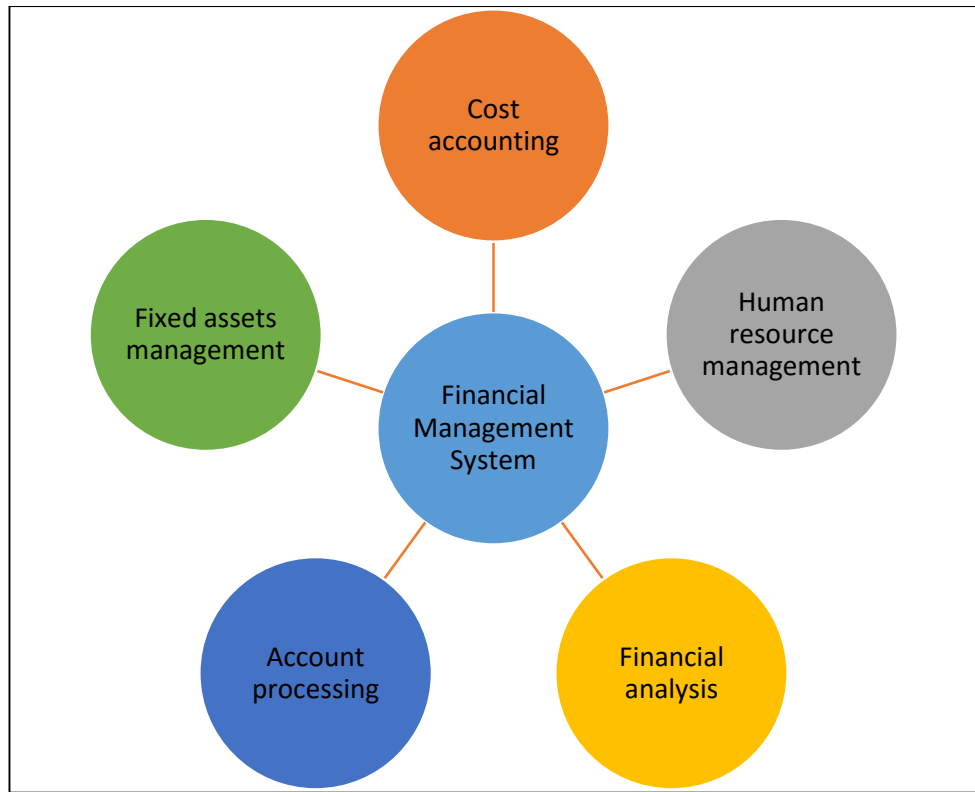 Cost
accounting
Fixed assets
management
Human
resource
management
Financial
Management
System
Account
processing
Financial
analysis